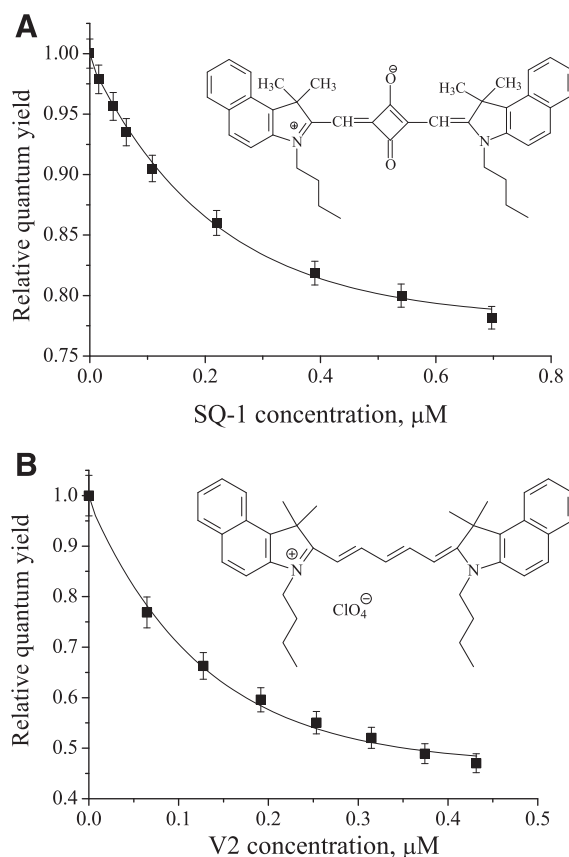 A
1.00
0.95
0.90
0.85
0.80
0.75
Relative quantum yield
0.0 0.2 0.4 0.6 0.8
SQ-1 concentration, μM
H₃C CH₃ O⊖ H₃C CH₃
CH CH
⊕
N O N
B
1.0
0.9
0.8
0.7
0.6
0.5
0.4
Relative quantum yield
0.0 0.1 0.2 0.3 0.4 0.5
V2 concentration, μM
⊕
N N
ClO₄⊖